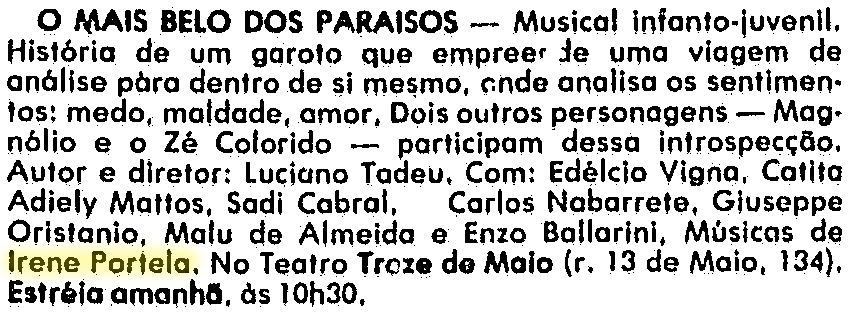 O MAIS BELO DOS PARAISOS — Musical infanto-juvenil.
História de um garoto que empreende uma viagem de
análise pàra dentro de si mesmo, onde analisa os sentimen-
tos: medo, maldade, amor. Dois outros personagens — Mag-
nólio e o Zé Colorido — participam dessa introspecção.
Autor e diretor: Luciano Tadeu. Com: Edélcio Vigna, Catita
Adiely Mattos, Sadi Cabral, Carlos Nabarrete, Giuseppe
Oristanio, Malu de Almeida e Enzo Ballarini, Músicas de
Irene Portela. No Teatro Treze de Maio (r. 13 de Maio, 134).
Estréia amanhã, às 10h30.